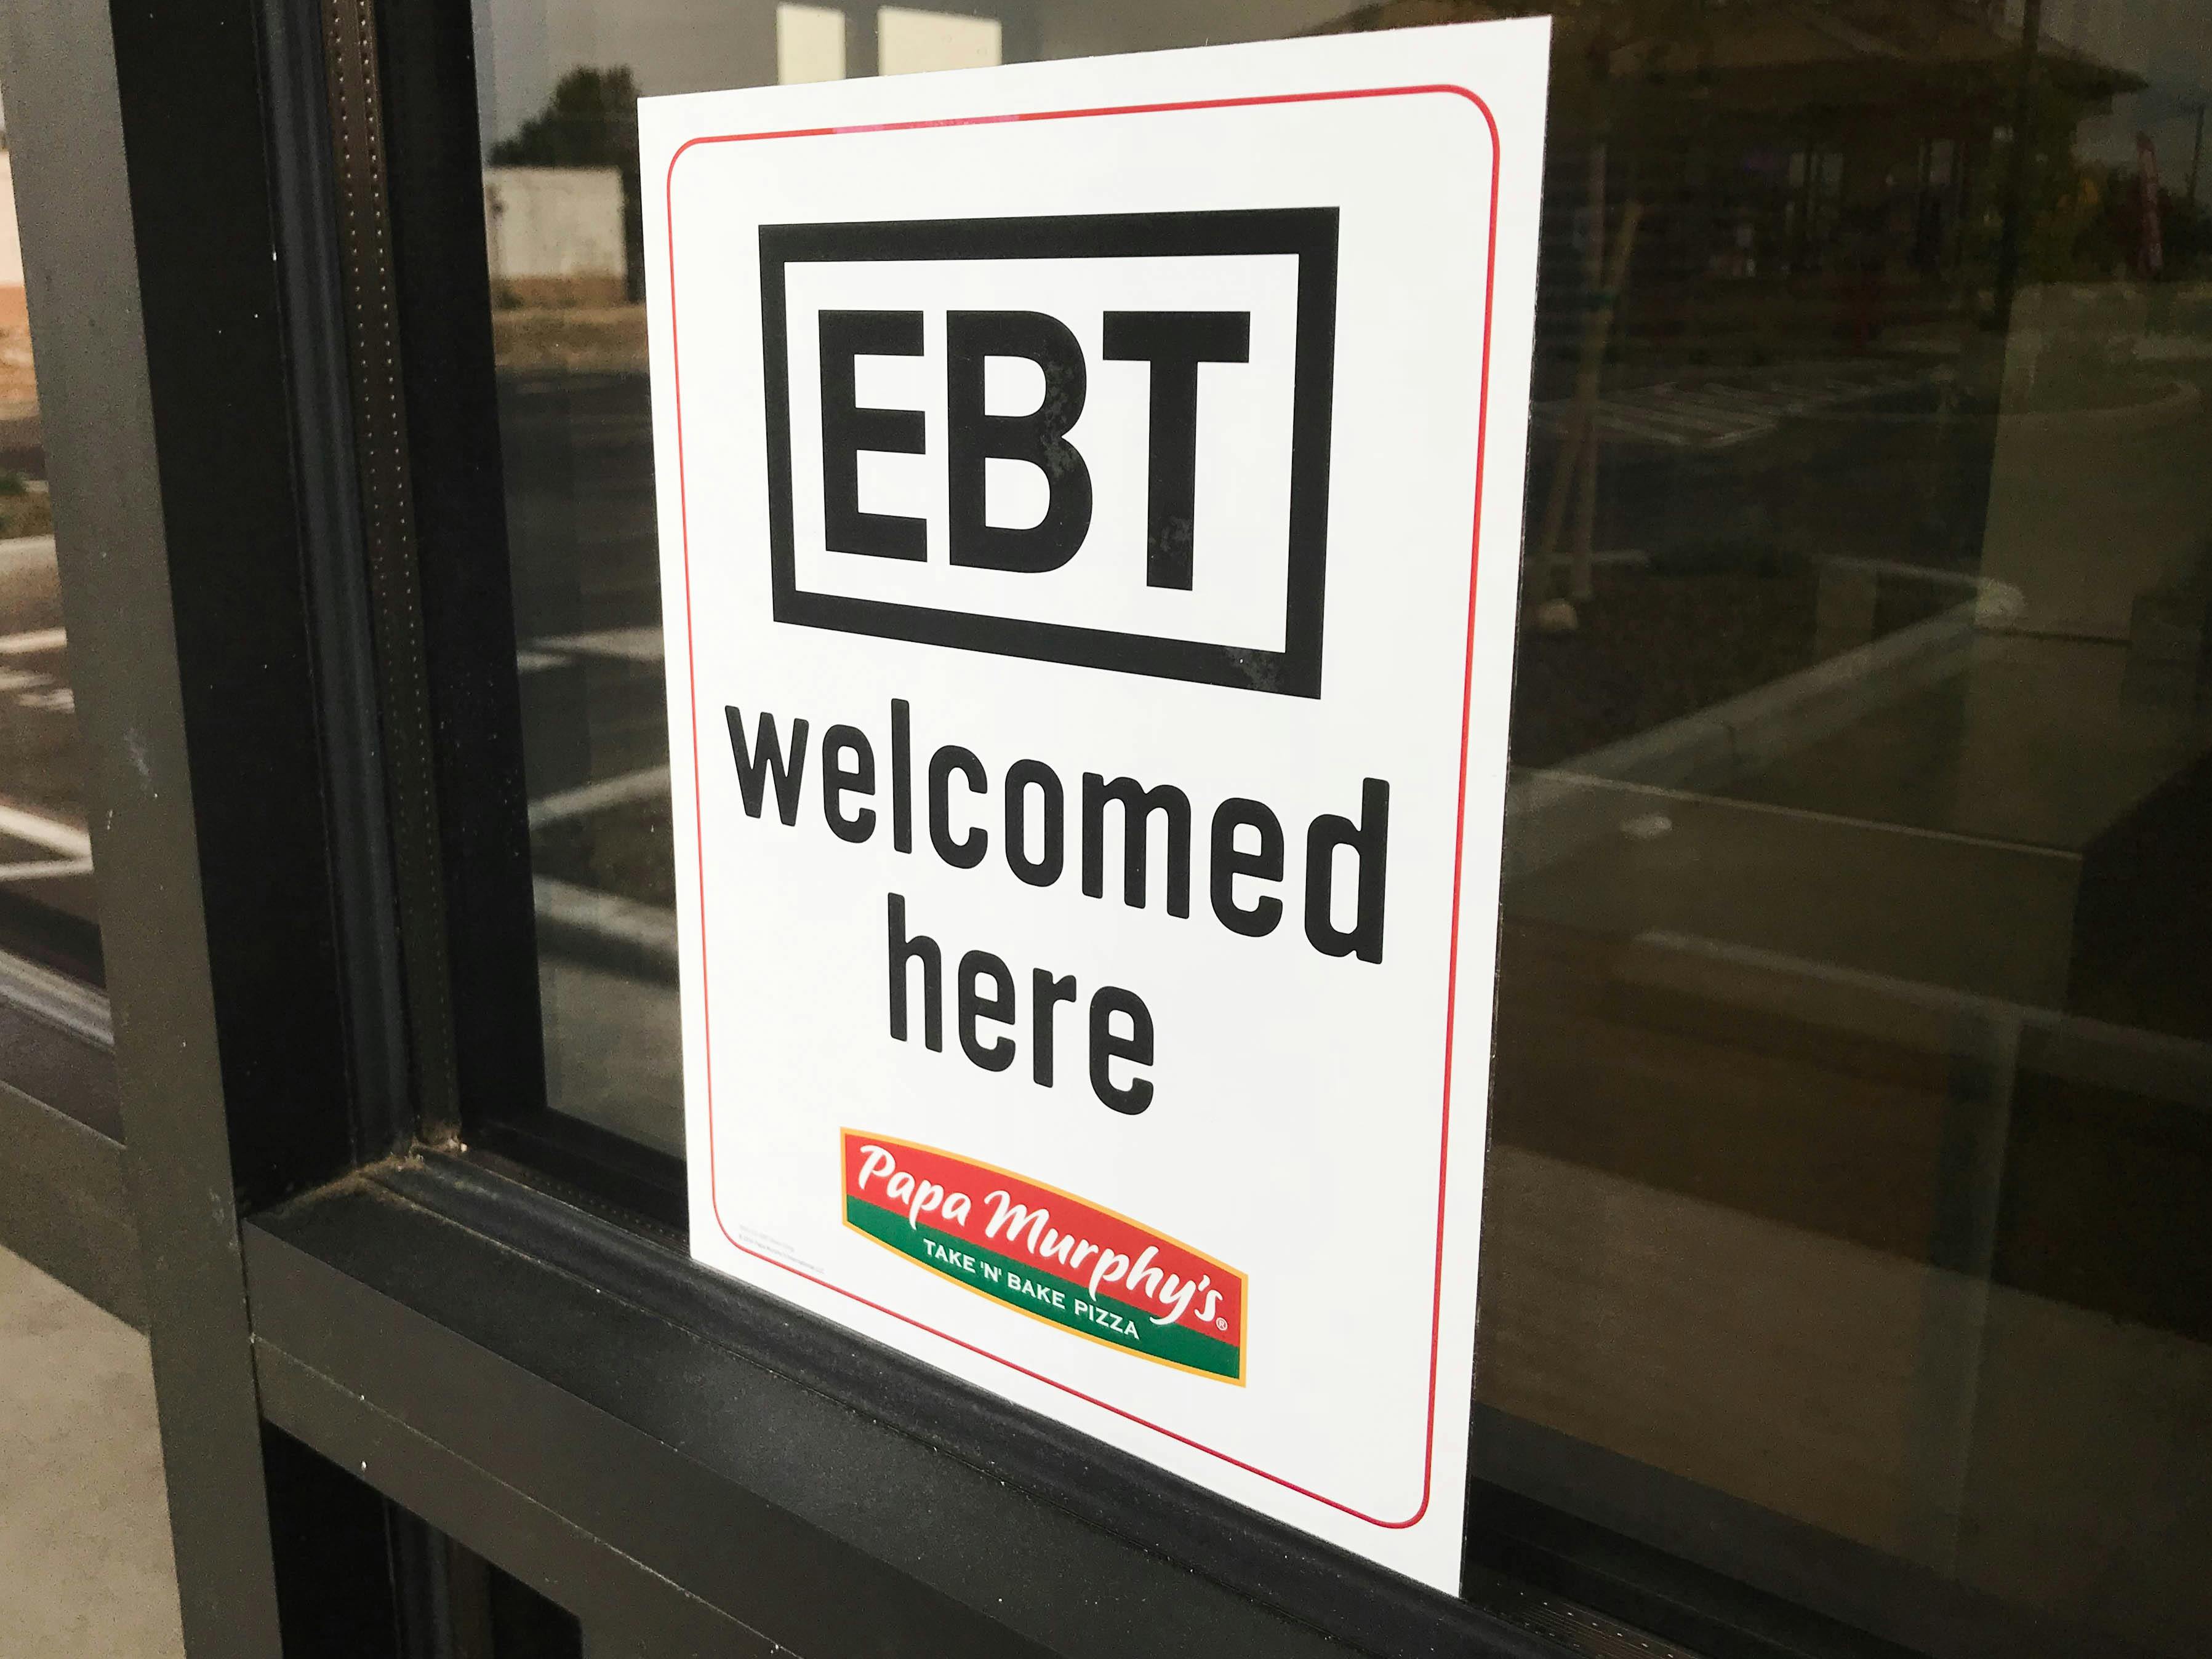 EBT
welcomed
here
Papa Murphy's®
TAKE 'N' BAKE PIZZA